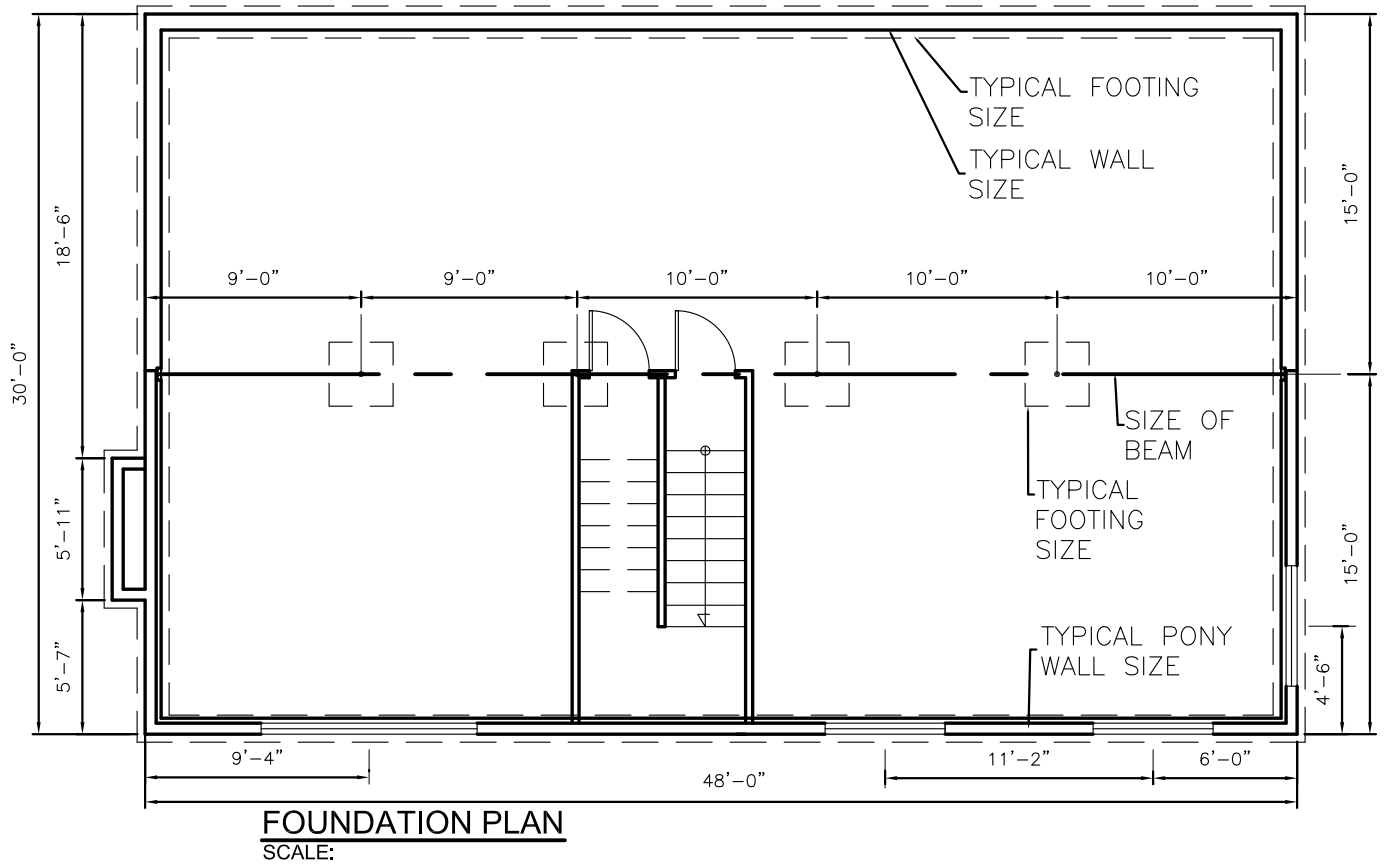 TYPICAL FOOTING
SIZE
TYPICAL WALL
SIZE
18'-6"
15'-0"
9'-0"
9'-0"
10'-0"
10'-0"
10'-0"
30'-0"
SIZE OF
BEAM
TYPICAL
FOOTING
SIZE
5'-11"
15'-0"
TYPICAL PONY
WALL SIZE
5'-7"
4'-6"
9'-4"
11'-2"
6'-0"
48'-0"
FOUNDATION PLAN
SCALE: